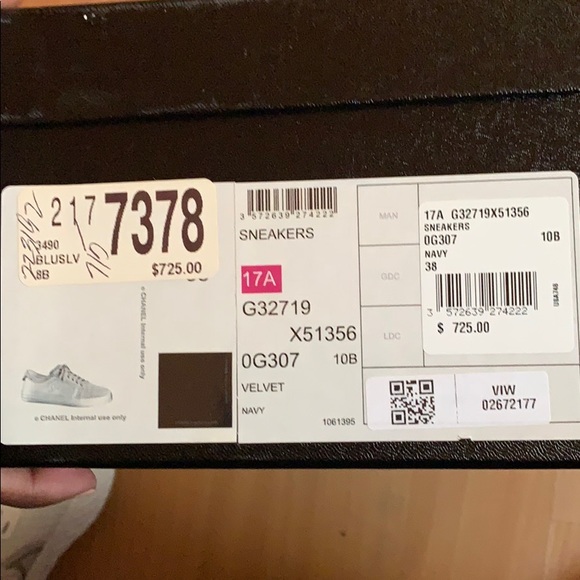 217 7378
3490
BLUSLV
8B
$725.00
© CHANEL Internal use only
© CHANEL Internal use only
3 572639 274222
SNEAKERS
17A
G32719
X51356
0G307 10B
VELVET
NAVY
1061395
MAN
GDC
LDC
17A G32719X51356
SNEAKERS
0G307 10B
NAVY
38
3 572639 274222
$ 725.00
USA748
VIW
02672177